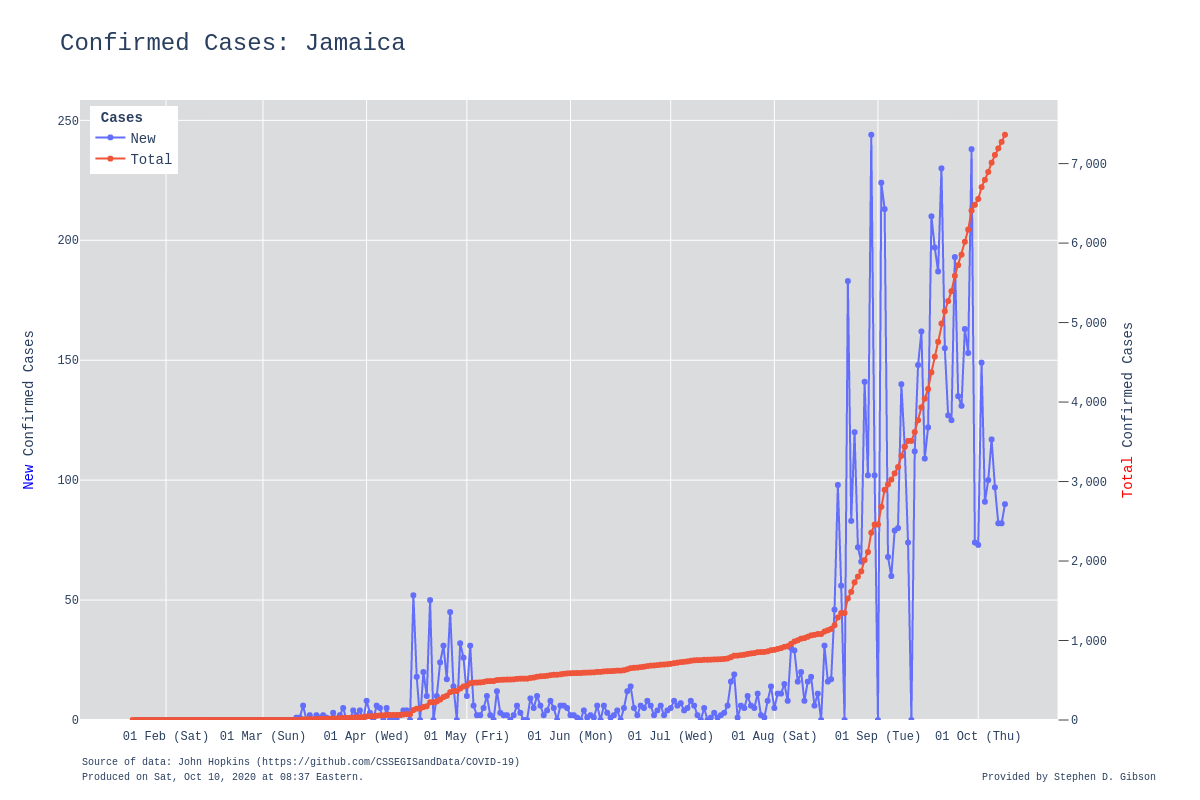 Confirmed Cases: Jamaica
Cases
New
Total
250
200
150
100
50
0
7,000
6,000
5,000
4,000
3,000
2,000
1,000
0
New Confirmed Cases
Total Confirmed Cases
01 Feb (Sat) 01 Mar (Sun) 01 Apr (Wed) 01 May (Fri) 01 Jun (Mon) 01 Jul (Wed) 01 Aug (Sat) 01 Sep (Tue) 01 Oct (Thu)
Source of data: John Hopkins (https://github.com/CSSEGISandData/COVID-19)
Produced on Sat, Oct 10, 2020 at 08:37 Eastern.
Provided by Stephen D. Gibson